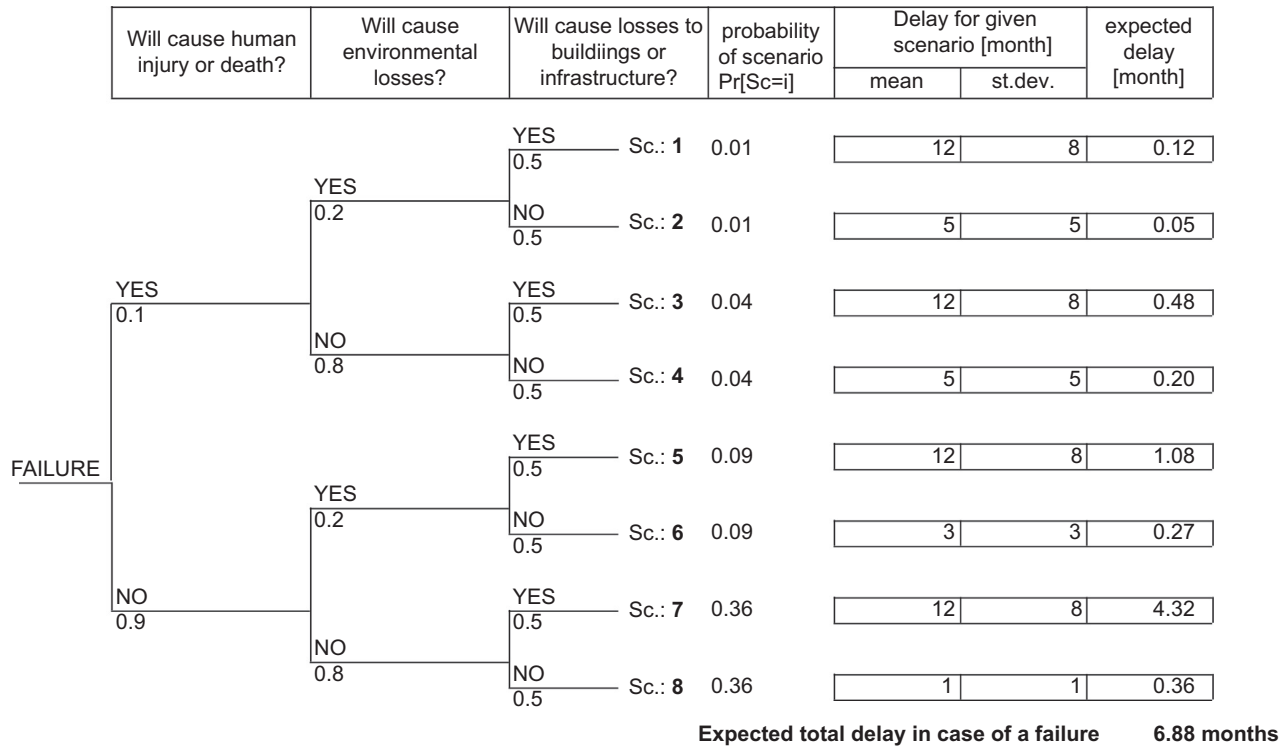 Will cause human
injury or death?
Will cause
environmental
losses?
Will cause losses to
buildiings or
infrastructure?
probability
of scenario
Pr[Sc=i]
Delay for given
scenario [month]
mean st.dev.
expected
delay
[month]
YES
0.5
Sc.: 1 0.01 12 8 0.12
YES
0.2
NO
0.5
Sc.: 2 0.01 5 5 0.05
YES
0.1
YES
0.5
Sc.: 3 0.04 12 8 0.48
NO
0.8
NO
0.5
Sc.: 4 0.04 5 5 0.20
FAILURE
YES
0.5
Sc.: 5 0.09 12 8 1.08
YES
0.2
NO
0.5
Sc.: 6 0.09 3 3 0.27
NO
0.9
YES
0.5
Sc.: 7 0.36 12 8 4.32
NO
0.8
NO
0.5
Sc.: 8 0.36 1 1 0.36
Expected total delay in case of a failure 6.88 months